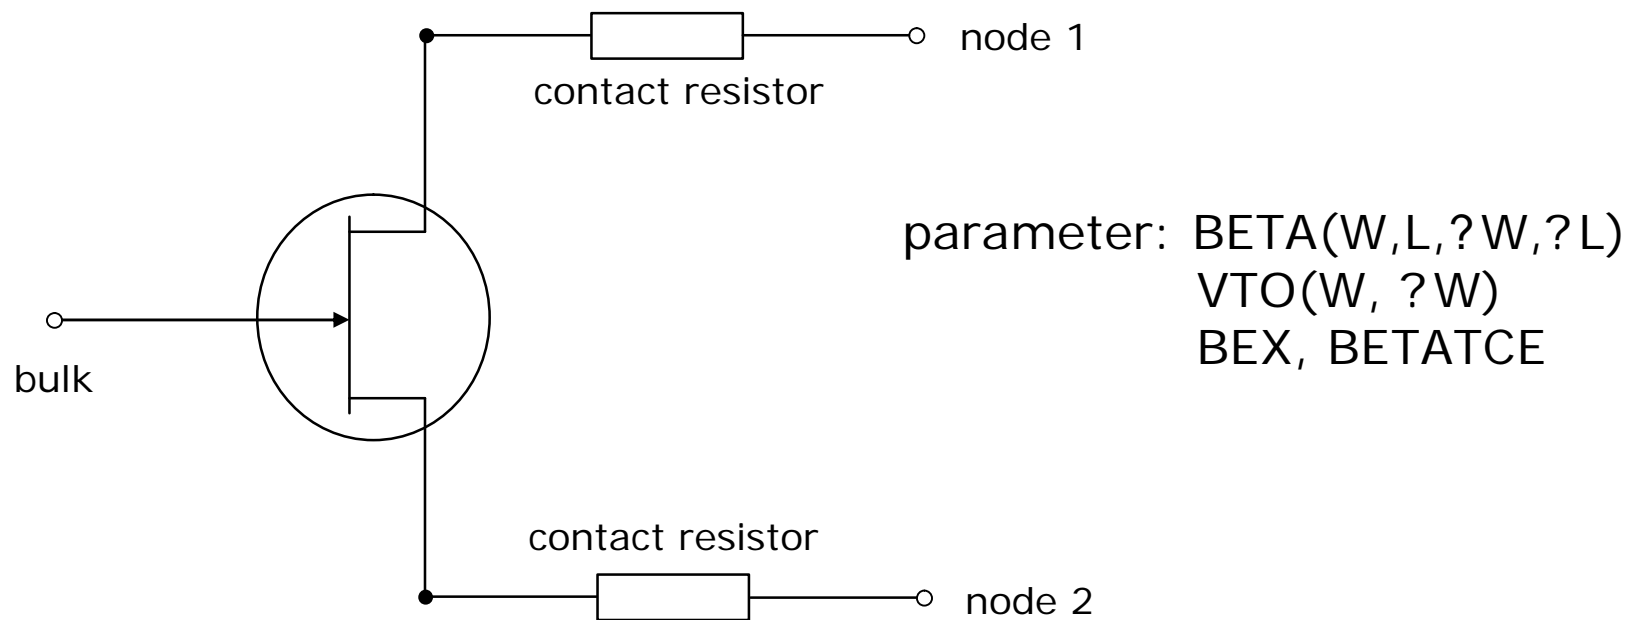 node 1
contact resistor
parameter: BETA(W,L,?W,?L)
VTO(W, ?W)
BEX, BETATCE
bulk
contact resistor
node 2